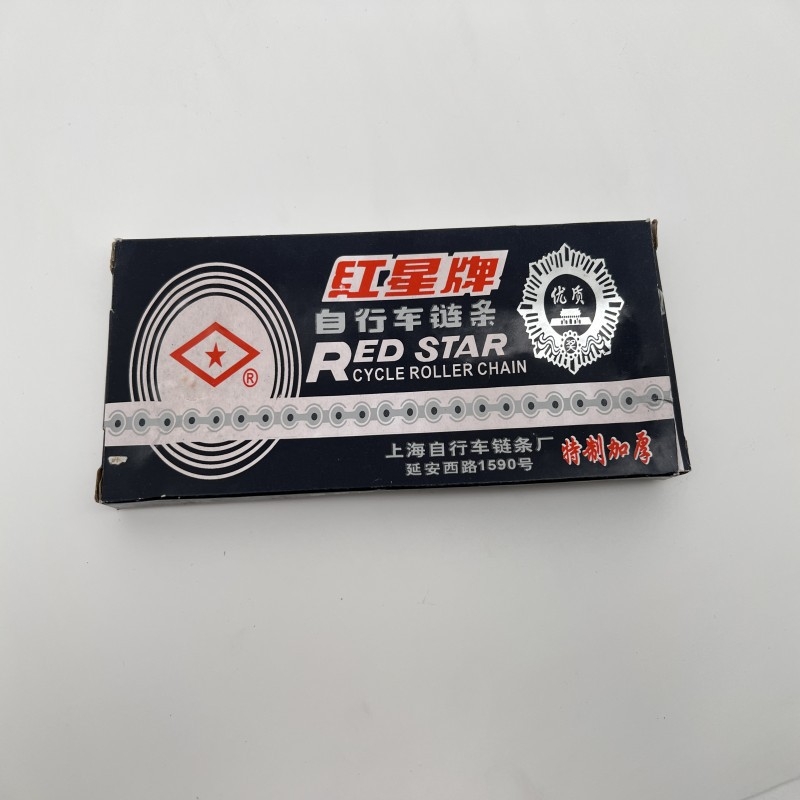 红星牌
自行车链条
RED STAR
CYCLE ROLLER CHAIN
优质
奖
®
上海自行车链条厂
延安西路1590号
特制加厚